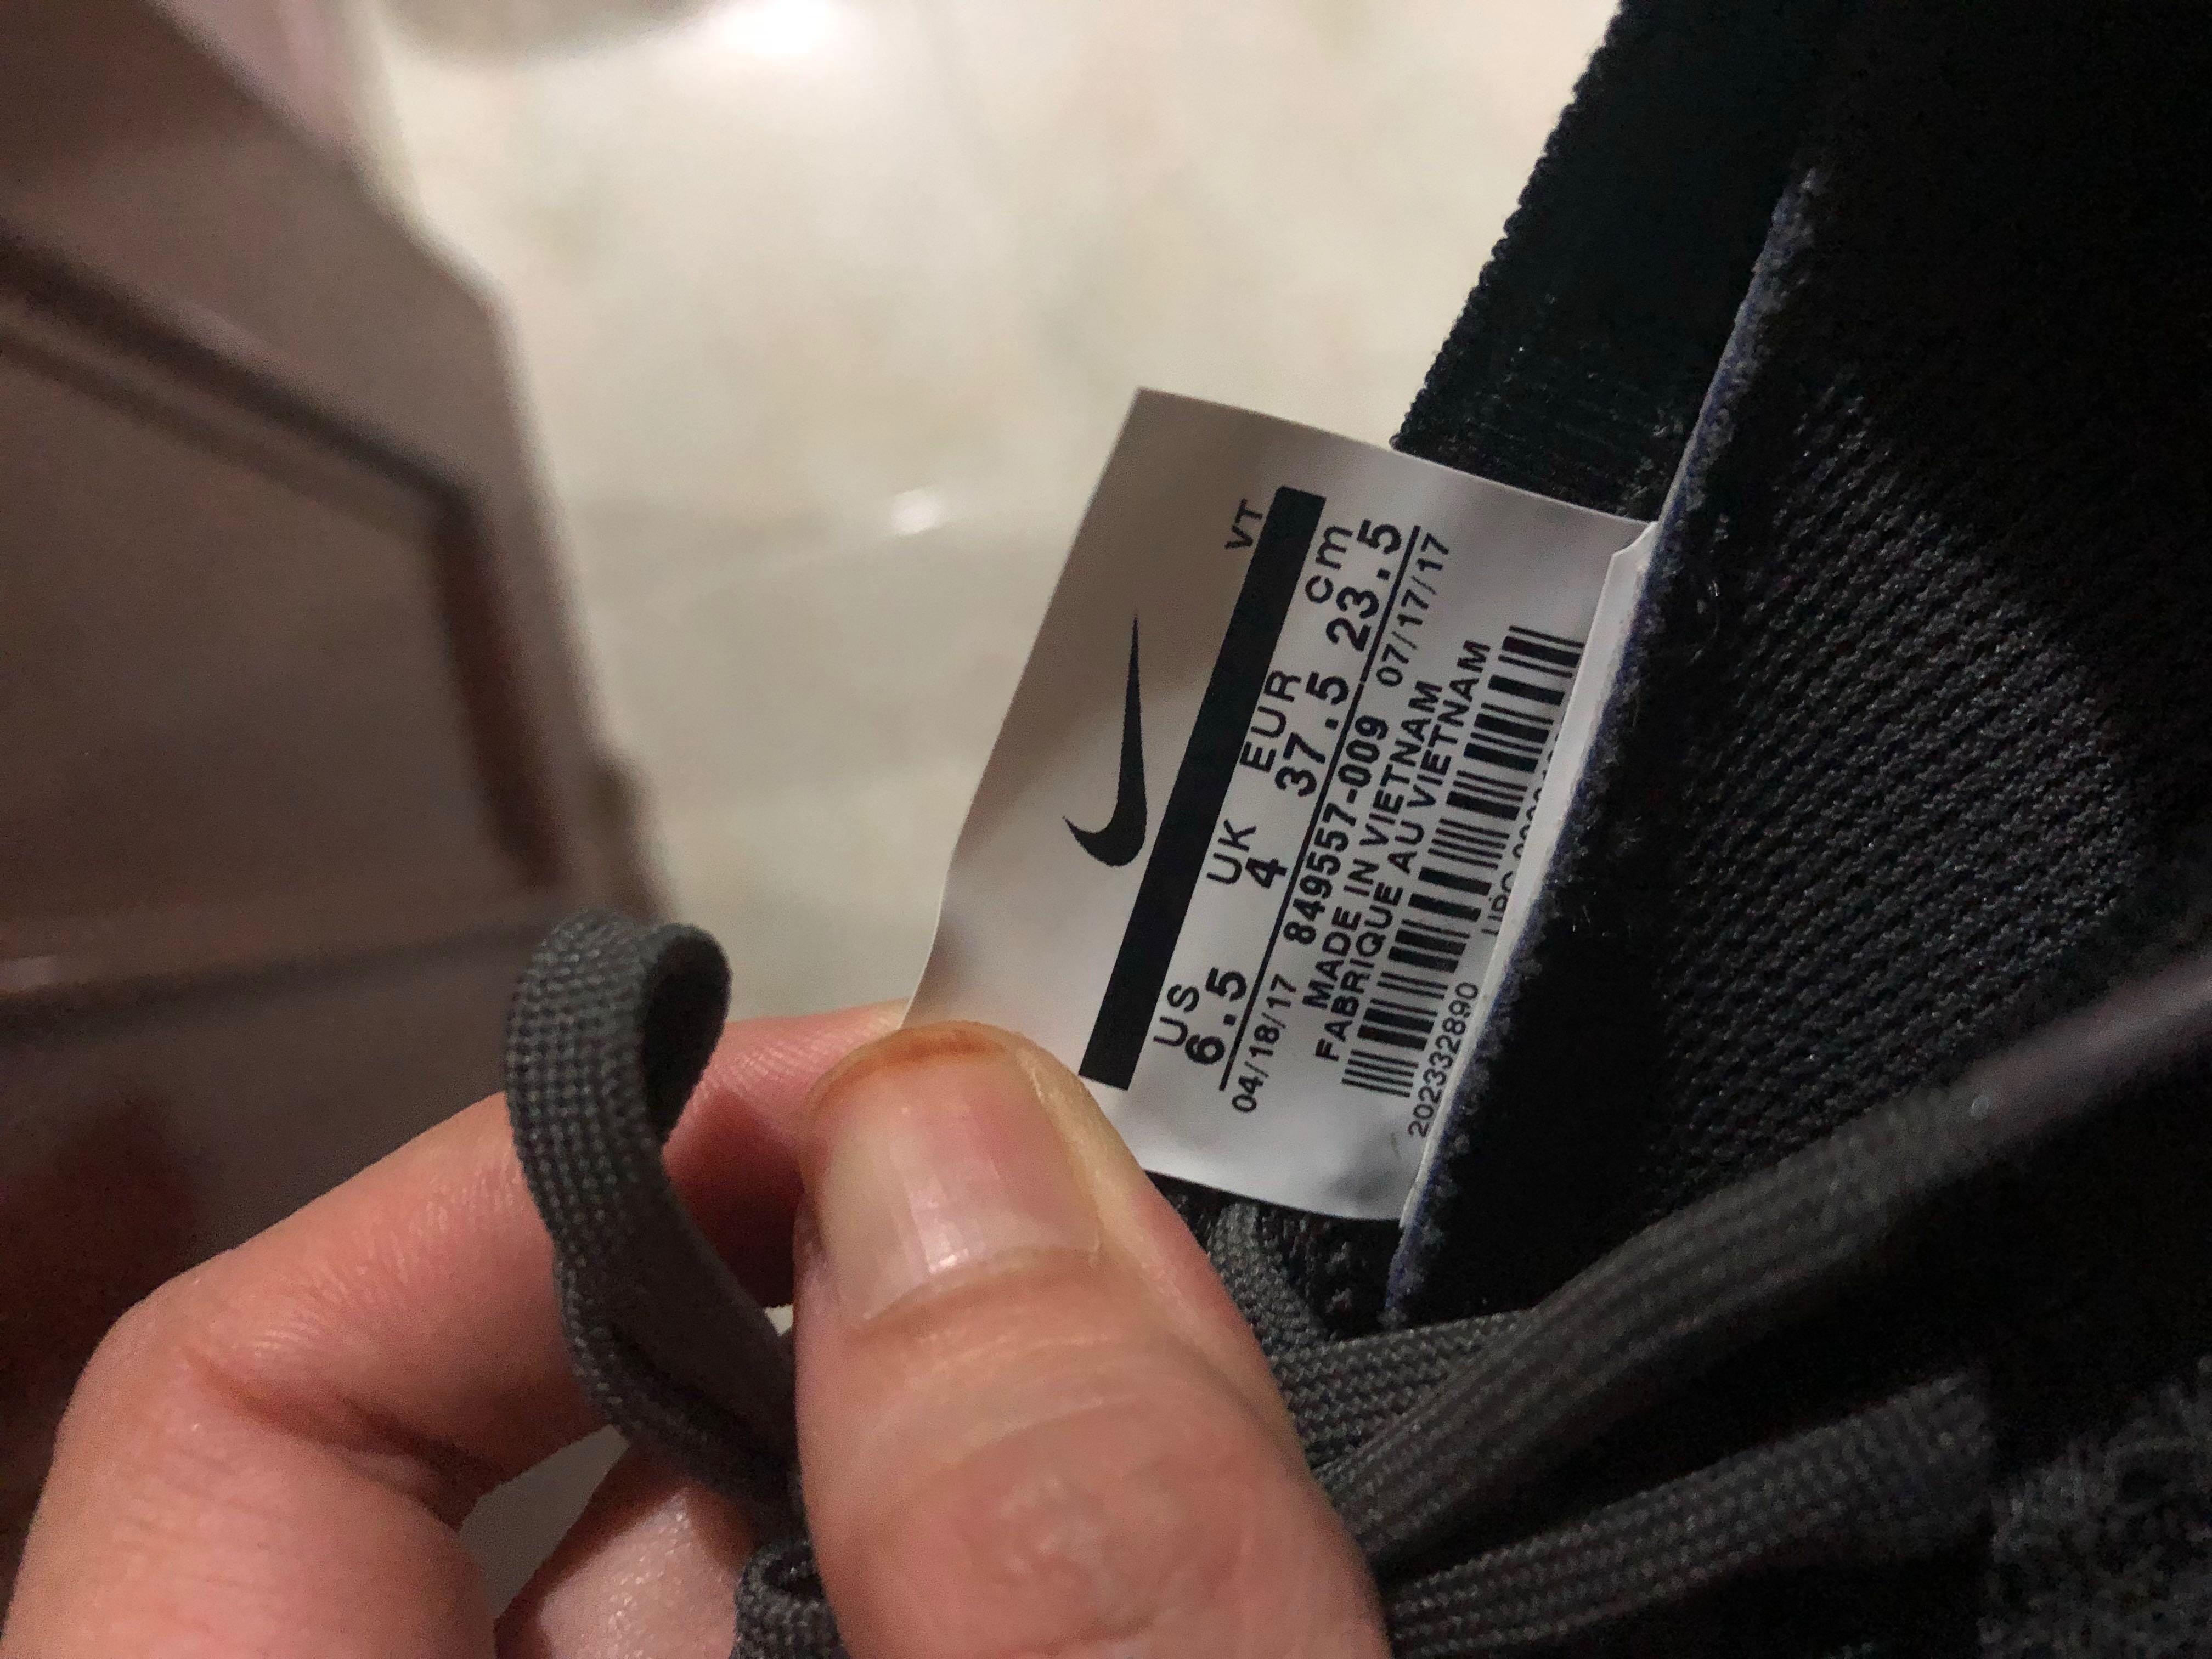 VT
US UK EUR cm
6.5 4 37.5 23.5
04/18/17 849557-009 07/17/17
MADE IN VIETNAM
FABRIQUE AU VIETNAM
202332890 UPC